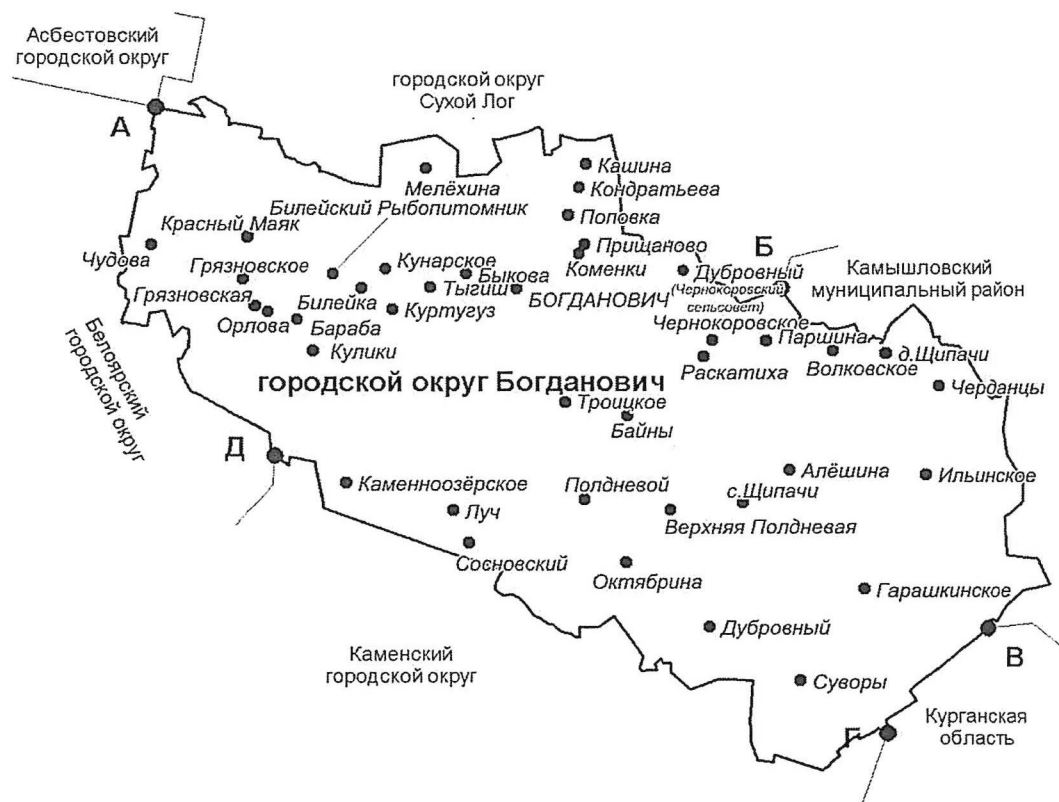 Асбестовский
городской округ
городской округ
Сухой Лог
А
Кашина
Мелёхина
Кондратьева
Билейский Рыбопитомник
Поповка
Красный Маяк
Чудова
Прищаново
Коменки
Б
Грязновское
Кунарское
Быкова
Дубровный
(Чернокоровский
сельсовет)
Камышловский
муниципальный район
Грязновская
Билейка
Тыгиш
БОГДАНОВИЧ
Орлова
Бараба
Куртугуз
Чернокоровское
Паршина
Кулики
Раскатиха
Волковское
д.Щипачи
Белоярский
городской округ
городской округ Богданович
Черданцы
Троицкое
Байны
Д
Каменноозёрское
Полдневой
Алёшина
Ильинское
с.Щипачи
Луч
Верхняя Полдневая
Сосновский
Октябрина
Гарашкинское
Дубровный
В
Каменский
городской округ
Суворы
Г
Курганская
область